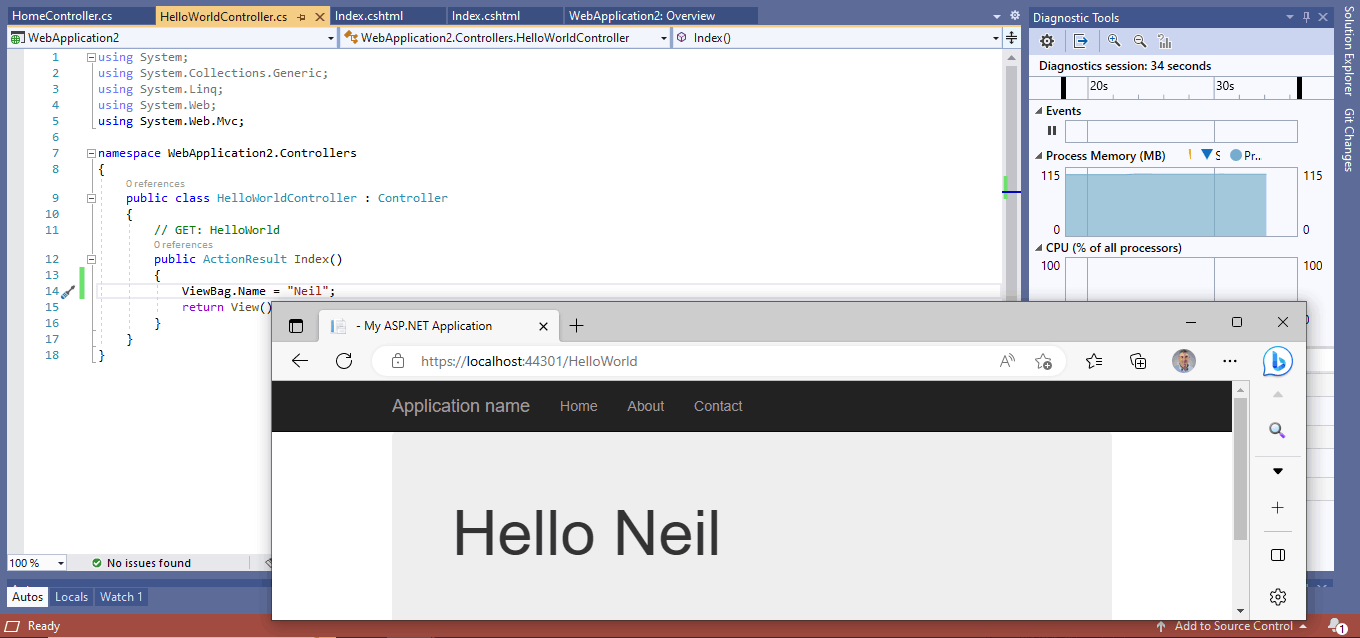 HomeController.cs HelloWorldController.cs Index.cshtml Index.cshtml WebApplication2: Overview
WebApplication2 WebApplication2.Controllers.HelloWorldController Index()
1 using System;
2 using System.Collections.Generic;
3 using System.Linq;
4 using System.Web;
5 using System.Web.Mvc;
6
7 namespace WebApplication2.Controllers
8 {
0 references
9 public class HelloWorldController : Controller
10 {
11 // GET: HelloWorld
0 references
12 public ActionResult Index()
13 {
14 ViewBag.Name = "Neil";
15 return View()
16 }
17 }
18 }
100 % No issues found
Autos Locals Watch 1
Ready
Diagnostic Tools
Diagnostics session: 34 seconds
20s 30s
Events
Process Memory (MB) S Pr...
115 115
0 0
CPU (% of all processors)
100 100
Solution Explorer
Git Changes
- My ASP.NET Application
https://localhost:44301/HelloWorld
Application name Home About Contact
Hello Neil
Add to Source Control 1